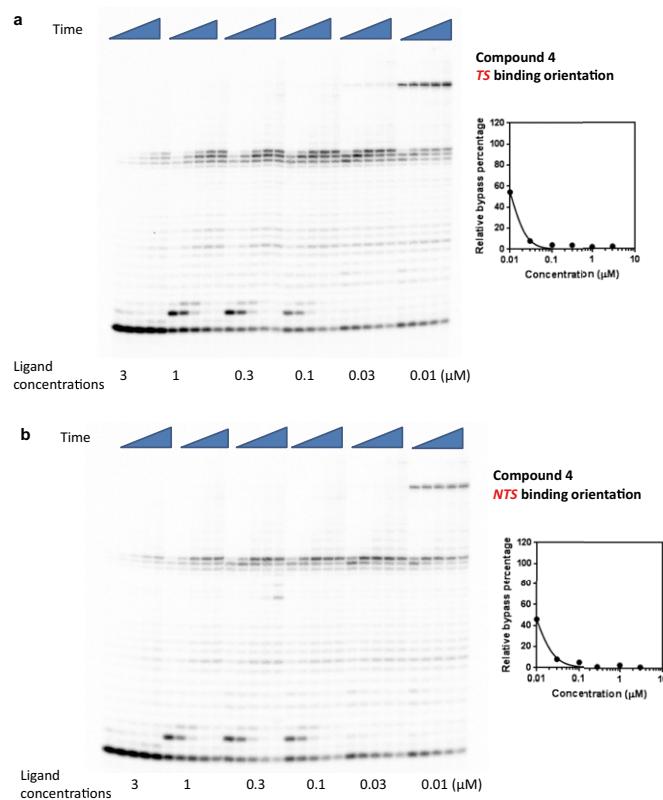 a
Time
Compound 4
TS binding orientation
Relative bypass percentage
120
100
80
60
40
20
0
0.01 0.1 1 10
Concentration (μM)
Ligand
concentrations 3 1 0.3 0.1 0.03 0.01 (μM)
b
Time
Compound 4
NTS binding orientation
Relative bypass percentage
120
100
80
60
40
20
0
0.01 0.1 1 10
Concentration (μM)
Ligand
concentrations 3 1 0.3 0.1 0.03 0.01 (μM)